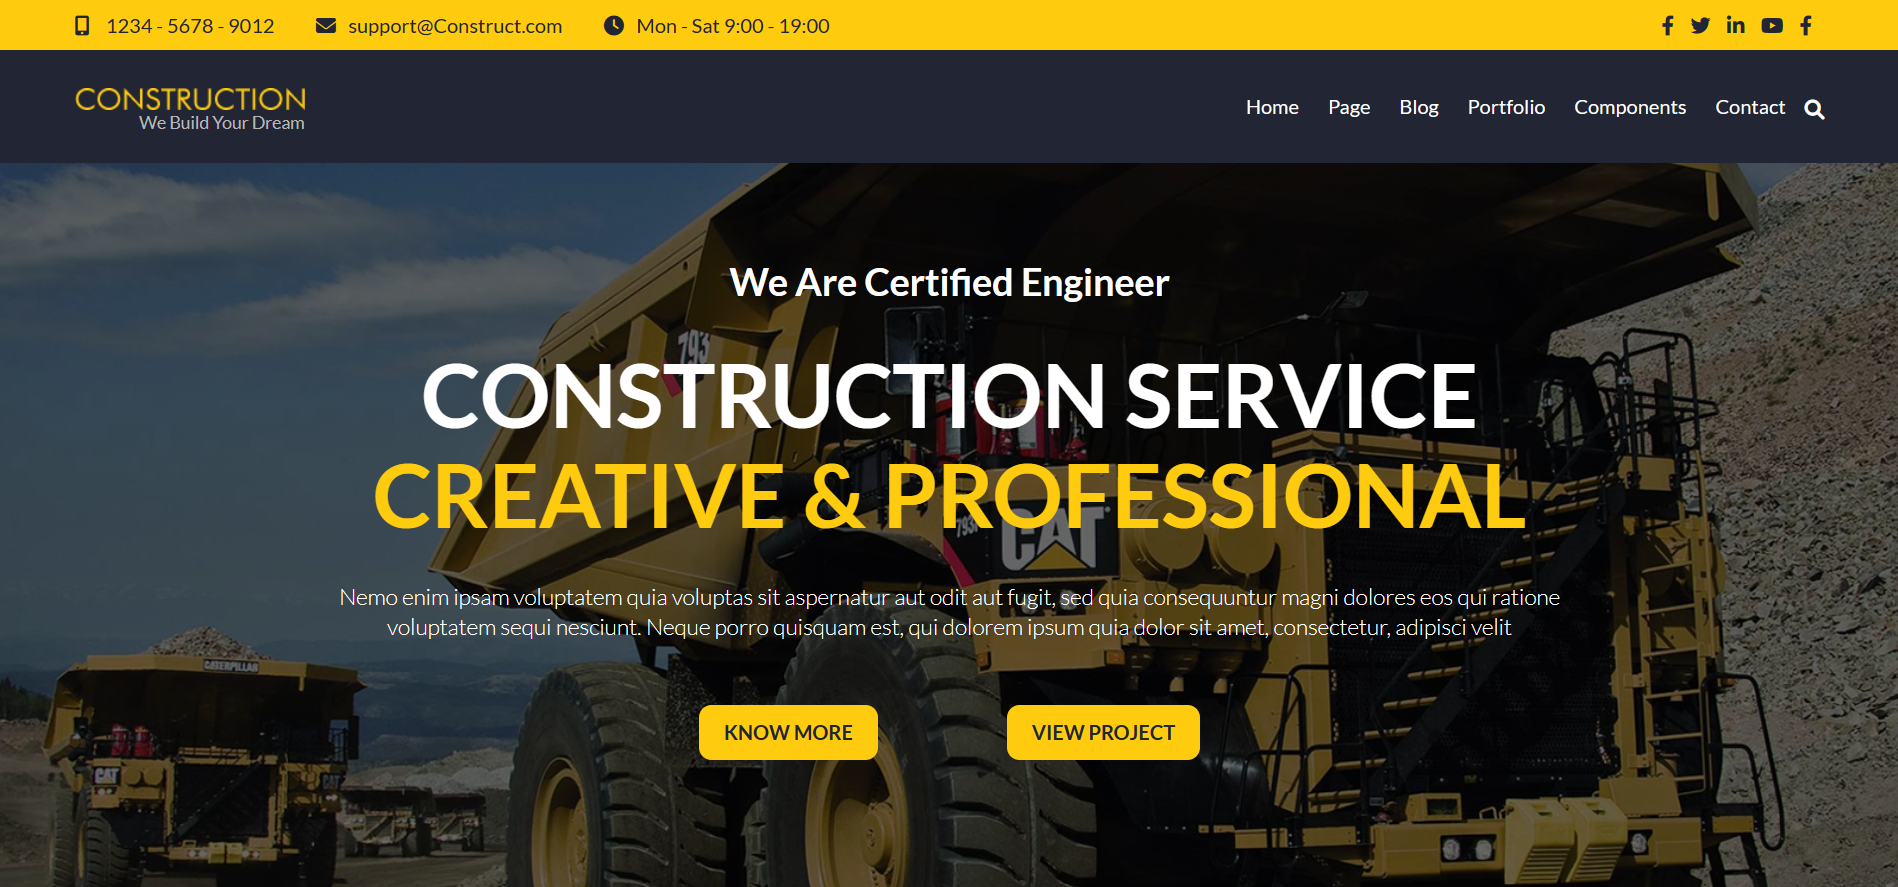 1234 - 5678 - 9012
support@Construct.com
Mon - Sat 9:00 - 19:00
CONSTRUCTION
We Build Your Dream
Home
Page
Blog
Portfolio
Components
Contact
We Are Certified Engineer
793
CONSTRUCTION SERVICE
CREATIVE & PROFESSIONAL
793
CAT
Nemo enim ipsam voluptatem quia voluptas sit aspernatur aut odit aut fugit, sed quia consequuntur magni dolores eos qui ratione
voluptatem sequi nesciunt. Neque porro quisquam est, qui dolorem ipsum quia dolor sit amet, consectetur, adipisci velit
CATERPILLAR
KNOW MORE
VIEW PROJECT
CAT
CAT